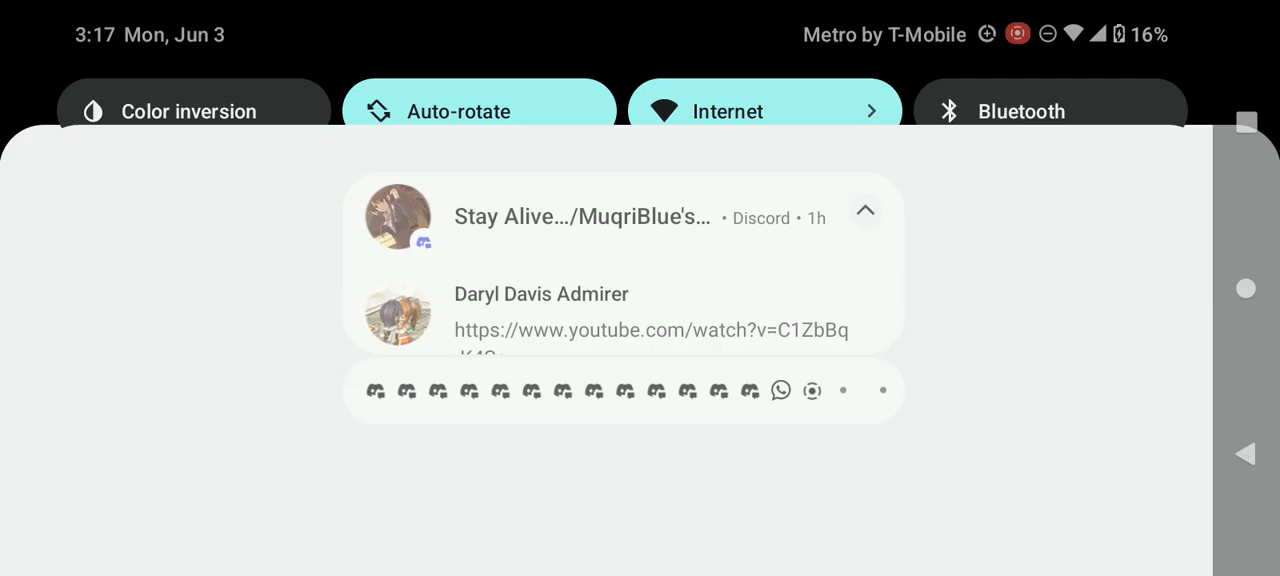 3:17 Mon, Jun 3
Metro by T-Mobile 16%
Color inversion
Auto-rotate
Internet
Bluetooth
Stay Alive.../MuqriBlue's... • Discord • 1h
Daryl Davis Admirer
https://www.youtube.com/watch?v=C1ZbBq